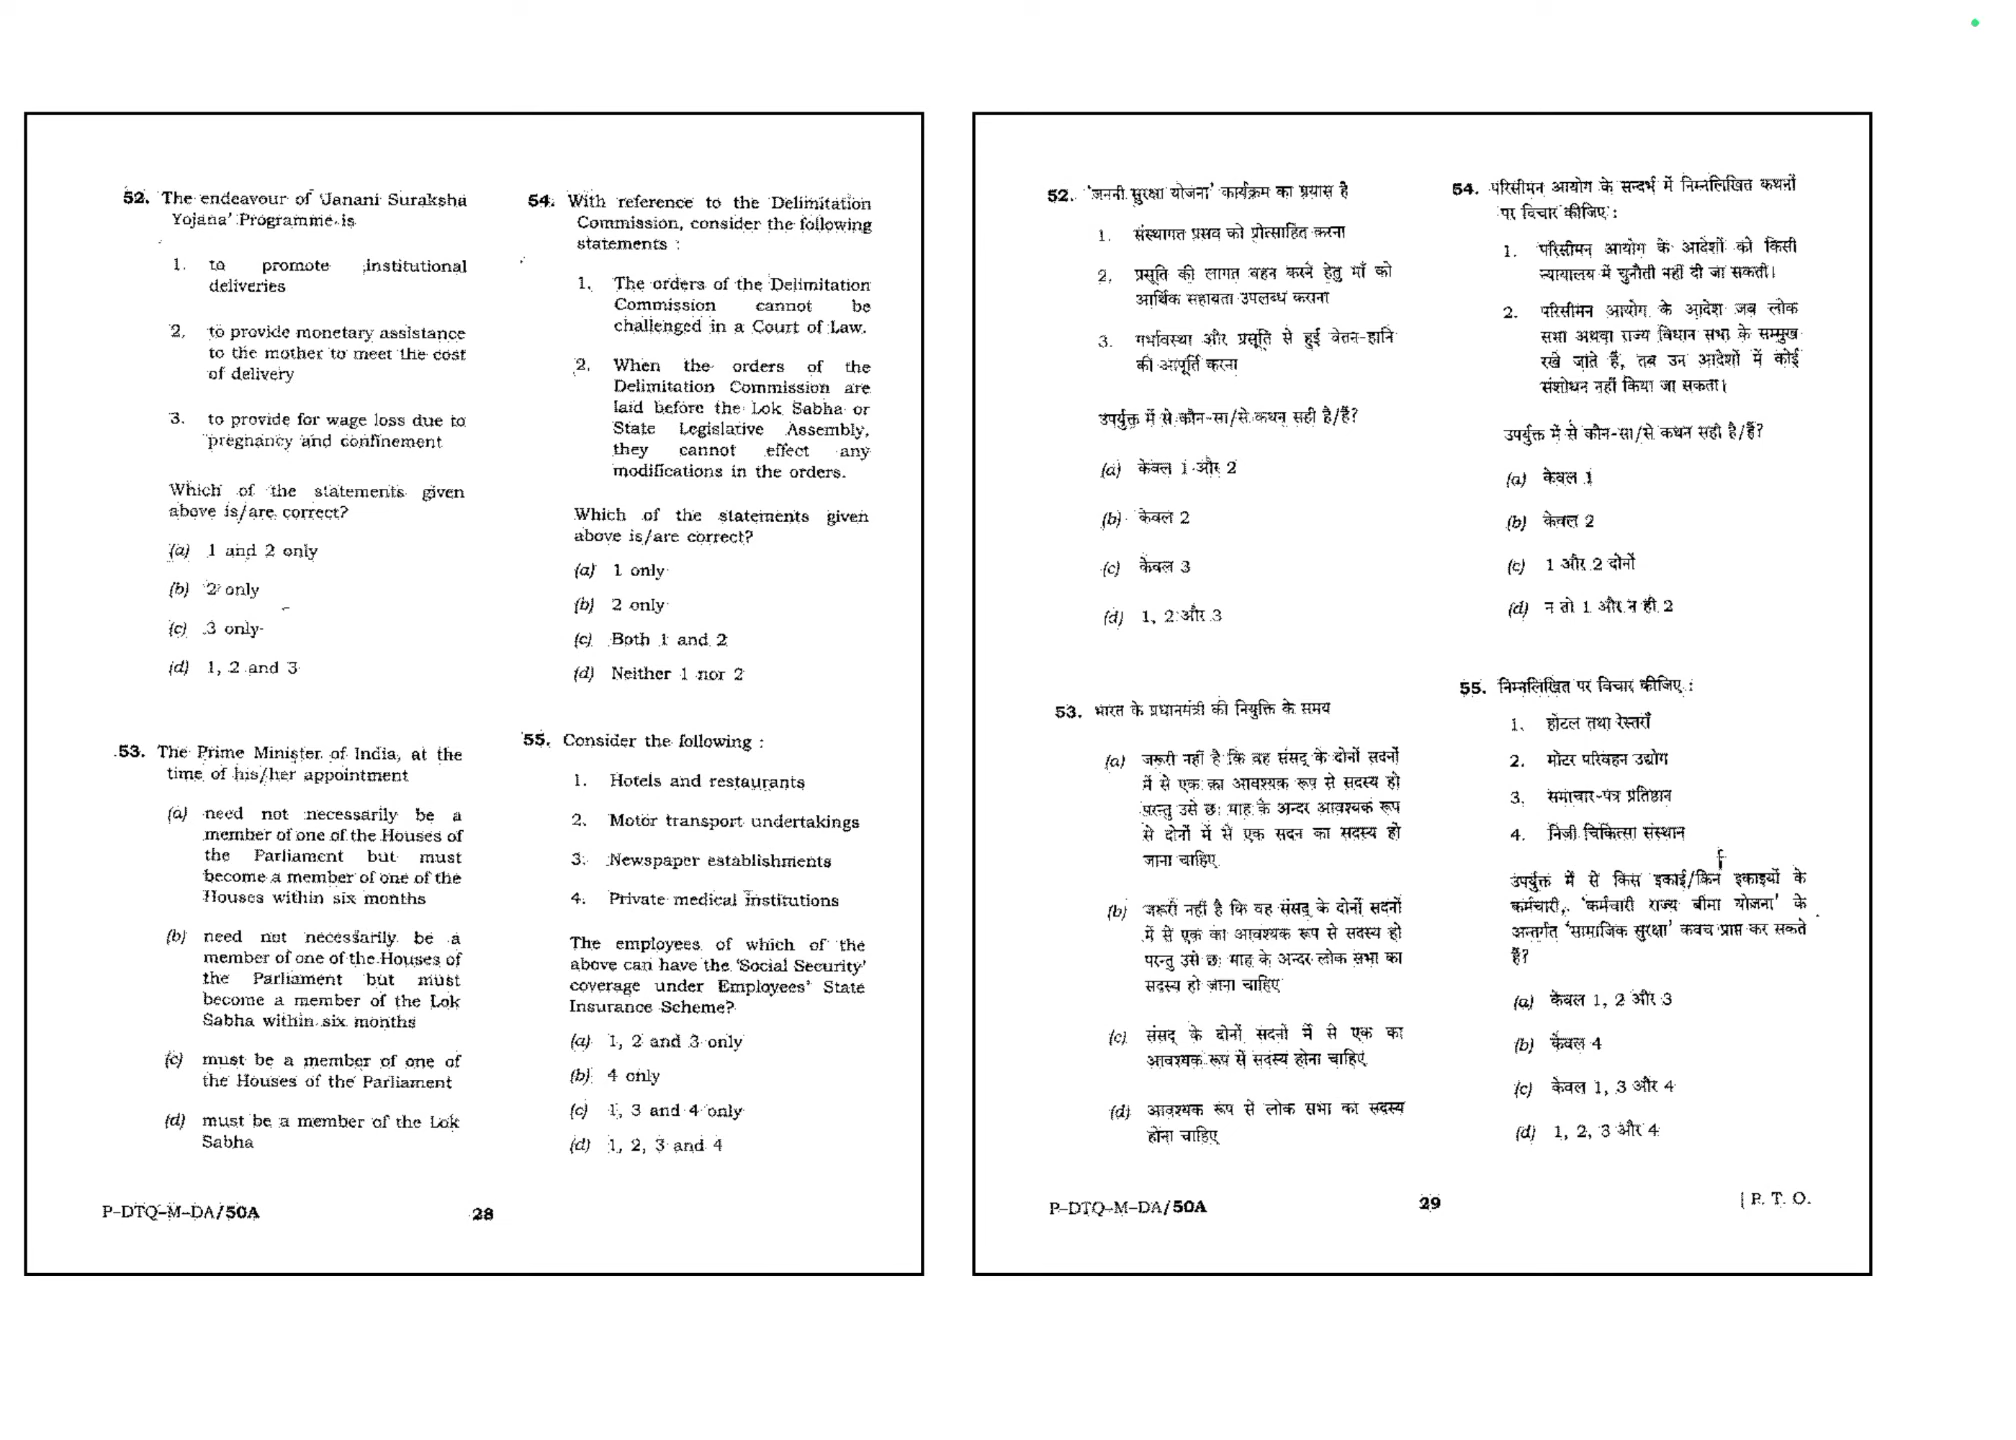 52. The endeavour of 'Janani Suraksha
Yojana' Programme is
1. to promote institutional
deliveries
2. to provide monetary assistance
to the mother to meet the cost
of delivery
3. to provide for wage loss due to
pregnancy and confinement
Which of the statements given
above is/are correct?
(a) 1 and 2 only
(b) 2 only
(c) 3 only
(d) 1, 2 and 3
53. The Prime Minister of India, at the
time of his/her appointment
(a) need not necessarily be a
member of one of the Houses of
the Parliament but must
become a member of one of the
Houses within six months
(b) need not necessarily be a
member of one of the Houses of
the Parliament but must
become a member of the Lok
Sabha within six months
(c) must be a member of one of
the Houses of the Parliament
(d) must be a member of the Lok
Sabha
54. With reference to the Delimitation
Commission, consider the following
statements :
1. The orders of the Delimitation
Commission cannot be
challenged in a Court of Law.
2. When the orders of the
Delimitation Commission are
laid before the Lok Sabha or
State Legislative Assembly,
they cannot effect any
modifications in the orders.
Which of the statements given
above is/are correct?
(a) 1 only
(b) 2 only
(c) Both 1 and 2
(d) Neither 1 nor 2
55. Consider the following :
1. Hotels and restaurants
2. Motor transport undertakings
3. Newspaper establishments
4. Private medical institutions
The employees of which of the
above can have the 'Social Security'
coverage under Employees' State
Insurance Scheme?
(a) 1, 2 and 3 only
(b) 4 only
(c) 1, 3 and 4 only
(d) 1, 2, 3 and 4
P-DTQ-M-DA/50A 28
52. 'जननी सुरक्षा योजना' कार्यक्रम का प्रयास है
1. संस्थागत प्रसव को प्रोत्साहित करना
2. प्रसूति की लागत वहन करने हेतु माँ को
आर्थिक सहायता उपलब्ध कराना
3. गर्भावस्था और प्रसूति से हुई वेतन-हानि
की आपूर्ति करना
उपर्युक्त में से कौन-सा/से कथन सही है/हैं?
(a) केवल 1 और 2
(b) केवल 2
(c) केवल 3
(d) 1, 2 और 3
53. भारत के प्रधानमंत्री की नियुक्ति के समय
(a) जरूरी नहीं है कि वह संसद् के दोनों सदनों
में से एक का आवश्यक रूप से सदस्य हो
परन्तु उसे छः माह के अन्दर आवश्यक रूप
से दोनों में से एक सदन का सदस्य हो
जाना चाहिए
(b) जरूरी नहीं है कि वह संसद् के दोनों सदनों
में से एक का आवश्यक रूप से सदस्य हो
परन्तु उसे छः माह के अन्दर लोक सभा का
सदस्य हो जाना चाहिए
(c) संसद् के दोनों सदनों में से एक का
आवश्यक रूप से सदस्य होना चाहिए
(d) आवश्यक रूप से लोक सभा का सदस्य
होना चाहिए
54. परिसीमन आयोग के सन्दर्भ में निम्नलिखित कथनों
पर विचार कीजिए :
1. परिसीमन आयोग के आदेशों को किसी
न्यायालय में चुनौती नहीं दी जा सकती।
2. परिसीमन आयोग के आदेश जब लोक
सभा अथवा राज्य विधान सभा के सम्मुख
रखे जाते हैं, तब उन आदेशों में कोई
संशोधन नहीं किया जा सकता।
उपर्युक्त में से कौन-सा/से कथन सही है/हैं?
(a) केवल 1
(b) केवल 2
(c) 1 और 2 दोनों
(d) न तो 1 और न ही 2
55. निम्नलिखित पर विचार कीजिए :
1. होटल तथा रेस्तराँ
2. मोटर परिवहन उद्योग
3. समाचार-पत्र प्रतिष्ठान
4. निजी चिकित्सा संस्थान
उपर्युक्त में से किस इकाई/किन इकाइयों के
कर्मचारी, 'कर्मचारी राज्य बीमा योजना' के
अन्तर्गत 'सामाजिक सुरक्षा' कवच प्राप्त कर सकते
हैं?
(a) केवल 1, 2 और 3
(b) केवल 4
(c) केवल 1, 3 और 4
(d) 1, 2, 3 और 4
P-DTQ-M-DA/50A 29 [ P. T. O.